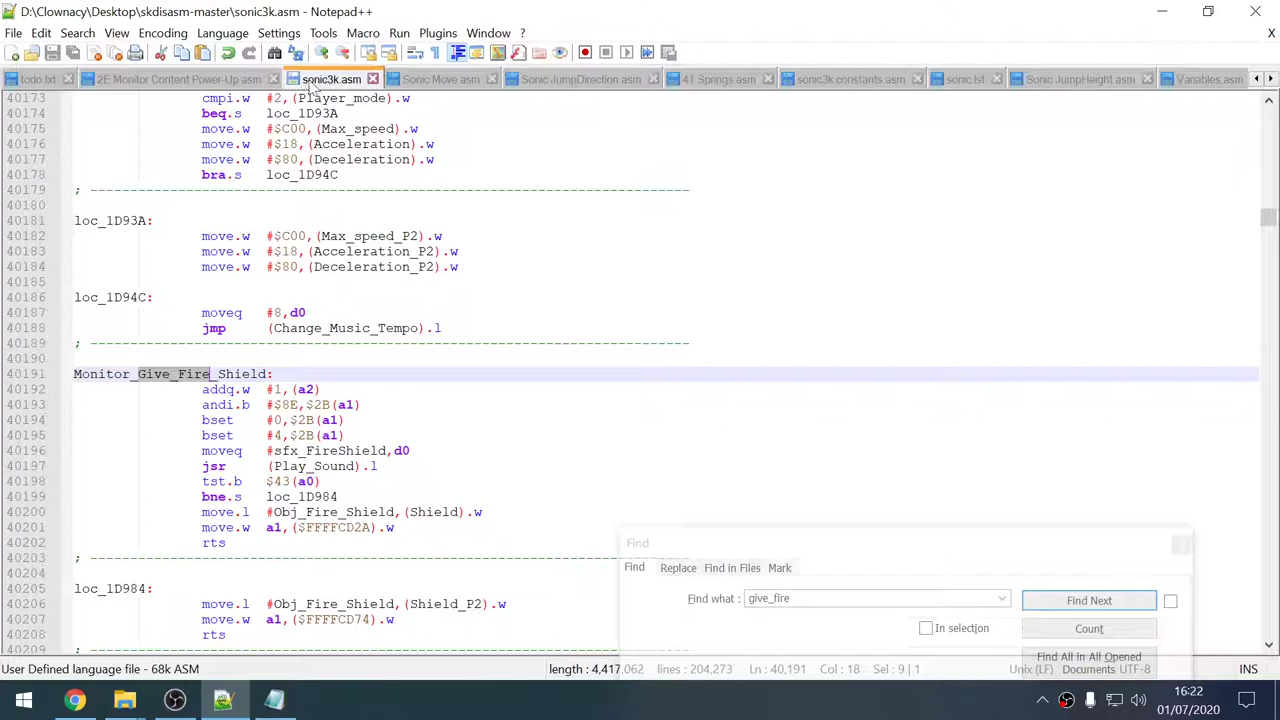 D:\Clownacy\Desktop\skdisasm-master\sonic3k.asm - Notepad++
File Edit Search View Encoding Language Settings Tools Macro Run Plugins Window ? X
todo.txt 2E Monitor Content Power-Up.asm sonic3k.asm Sonic Move.asm Sonic JumpDirection.asm 41 Springs.asm sonic3k.constants.asm sonic.lst Sonic JumpHeight.asm Variables.asm
40173 cmpi.w #2,(Player_mode).w
40174 beq.s loc_1D93A
40175 move.w #$C00,(Max_speed).w
40176 move.w #$18,(Acceleration).w
40177 move.w #$80,(Deceleration).w
40178 bra.s loc_1D94C
40179 ; ---------------------------------------------------------------------------
40180
40181 loc_1D93A:
40182 move.w #$C00,(Max_speed_P2).w
40183 move.w #$18,(Acceleration_P2).w
40184 move.w #$80,(Deceleration_P2).w
40185
40186 loc_1D94C:
40187 moveq #8,d0
40188 jmp (Change_Music_Tempo).l
40189 ; ---------------------------------------------------------------------------
40190
40191 Monitor_Give_Fire_Shield:
40192 addq.w #1,(a2)
40193 andi.b #$8E,$2B(a1)
40194 bset #0,$2B(a1)
40195 bset #4,$2B(a1)
40196 moveq #sfx_FireShield,d0
40197 jsr (Play_Sound).l
40198 tst.b $43(a0)
40199 bne.s loc_1D984
40200 move.l #Obj_Fire_Shield,(Shield).w
40201 move.w a1,($FFFFCD2A).w
40202 rts
40203 ; ---------------------------------------------------------------------------
40204
40205 loc_1D984:
40206 move.l #Obj_Fire_Shield,(Shield_P2).w
40207 move.w a1,($FFFFCD74).w
40208 rts
Find
Find Replace Find in Files Mark
Find what : give_fire Find Next
In selection Count
Find All in All Opened
Documents
User Defined language file - 68k ASM length : 4,417,062 lines : 204,273 Ln : 40,191 Col : 18 Sel : 9 | 1 Unix (LF) UTF-8 INS
16:22
01/07/2020